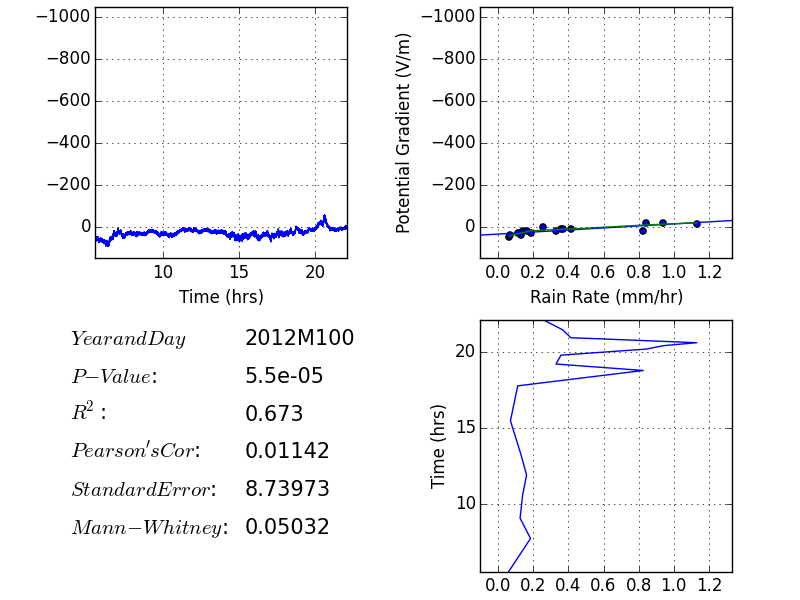 −1000
−800
−600
−400
−200
0
10 15 20
Time (hrs)
Potential Gradient (V/m)
−1000
−800
−600
−400
−200
0
0.0 0.2 0.4 0.6 0.8 1.0 1.2
Rain Rate (mm/hr)
YearandDay 2012M100
P−Value: 5.5e-05
R²: 0.673
Pearson'sCor: 0.01142
StandardError: 8.73973
Mann−Whitney: 0.05032
Time (hrs)
20
15
10
0.0 0.2 0.4 0.6 0.8 1.0 1.2